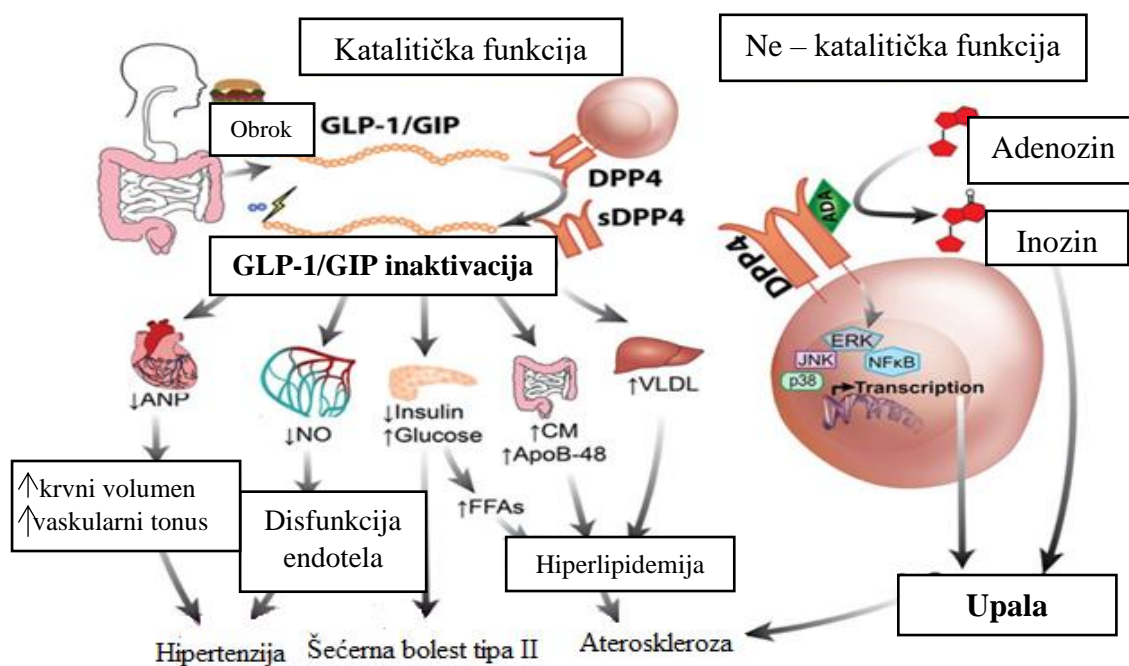 Katalitička funkcija
Ne – katalitička funkcija
Obrok
GLP-1/GIP
DPP4
sDPP4
GLP-1/GIP inaktivacija
↓ANP
↓NO
↓Insulin
↑Glucose
↑CM
↑ApoB-48
↑VLDL
↑FFAs
↑krvni volumen
↑vaskularni tonus
Disfunkcija
endotela
Hiperlipidemija
Hipertenzija
Šećerna bolest tipa II
Ateroskleroza
Adenozin
ADA
Inozin
DPP4
ERK
JNK
NFκB
p38
Transcription
Upala